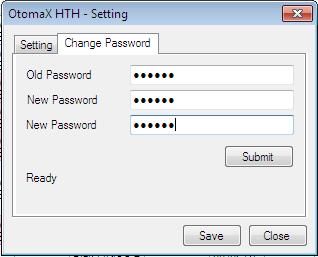 OtomaX HTH - Setting
Setting Change Password
Old Password ●●●●●●
New Password ●●●●●●
New Password ●●●●●●
Submit
Ready
Save Close